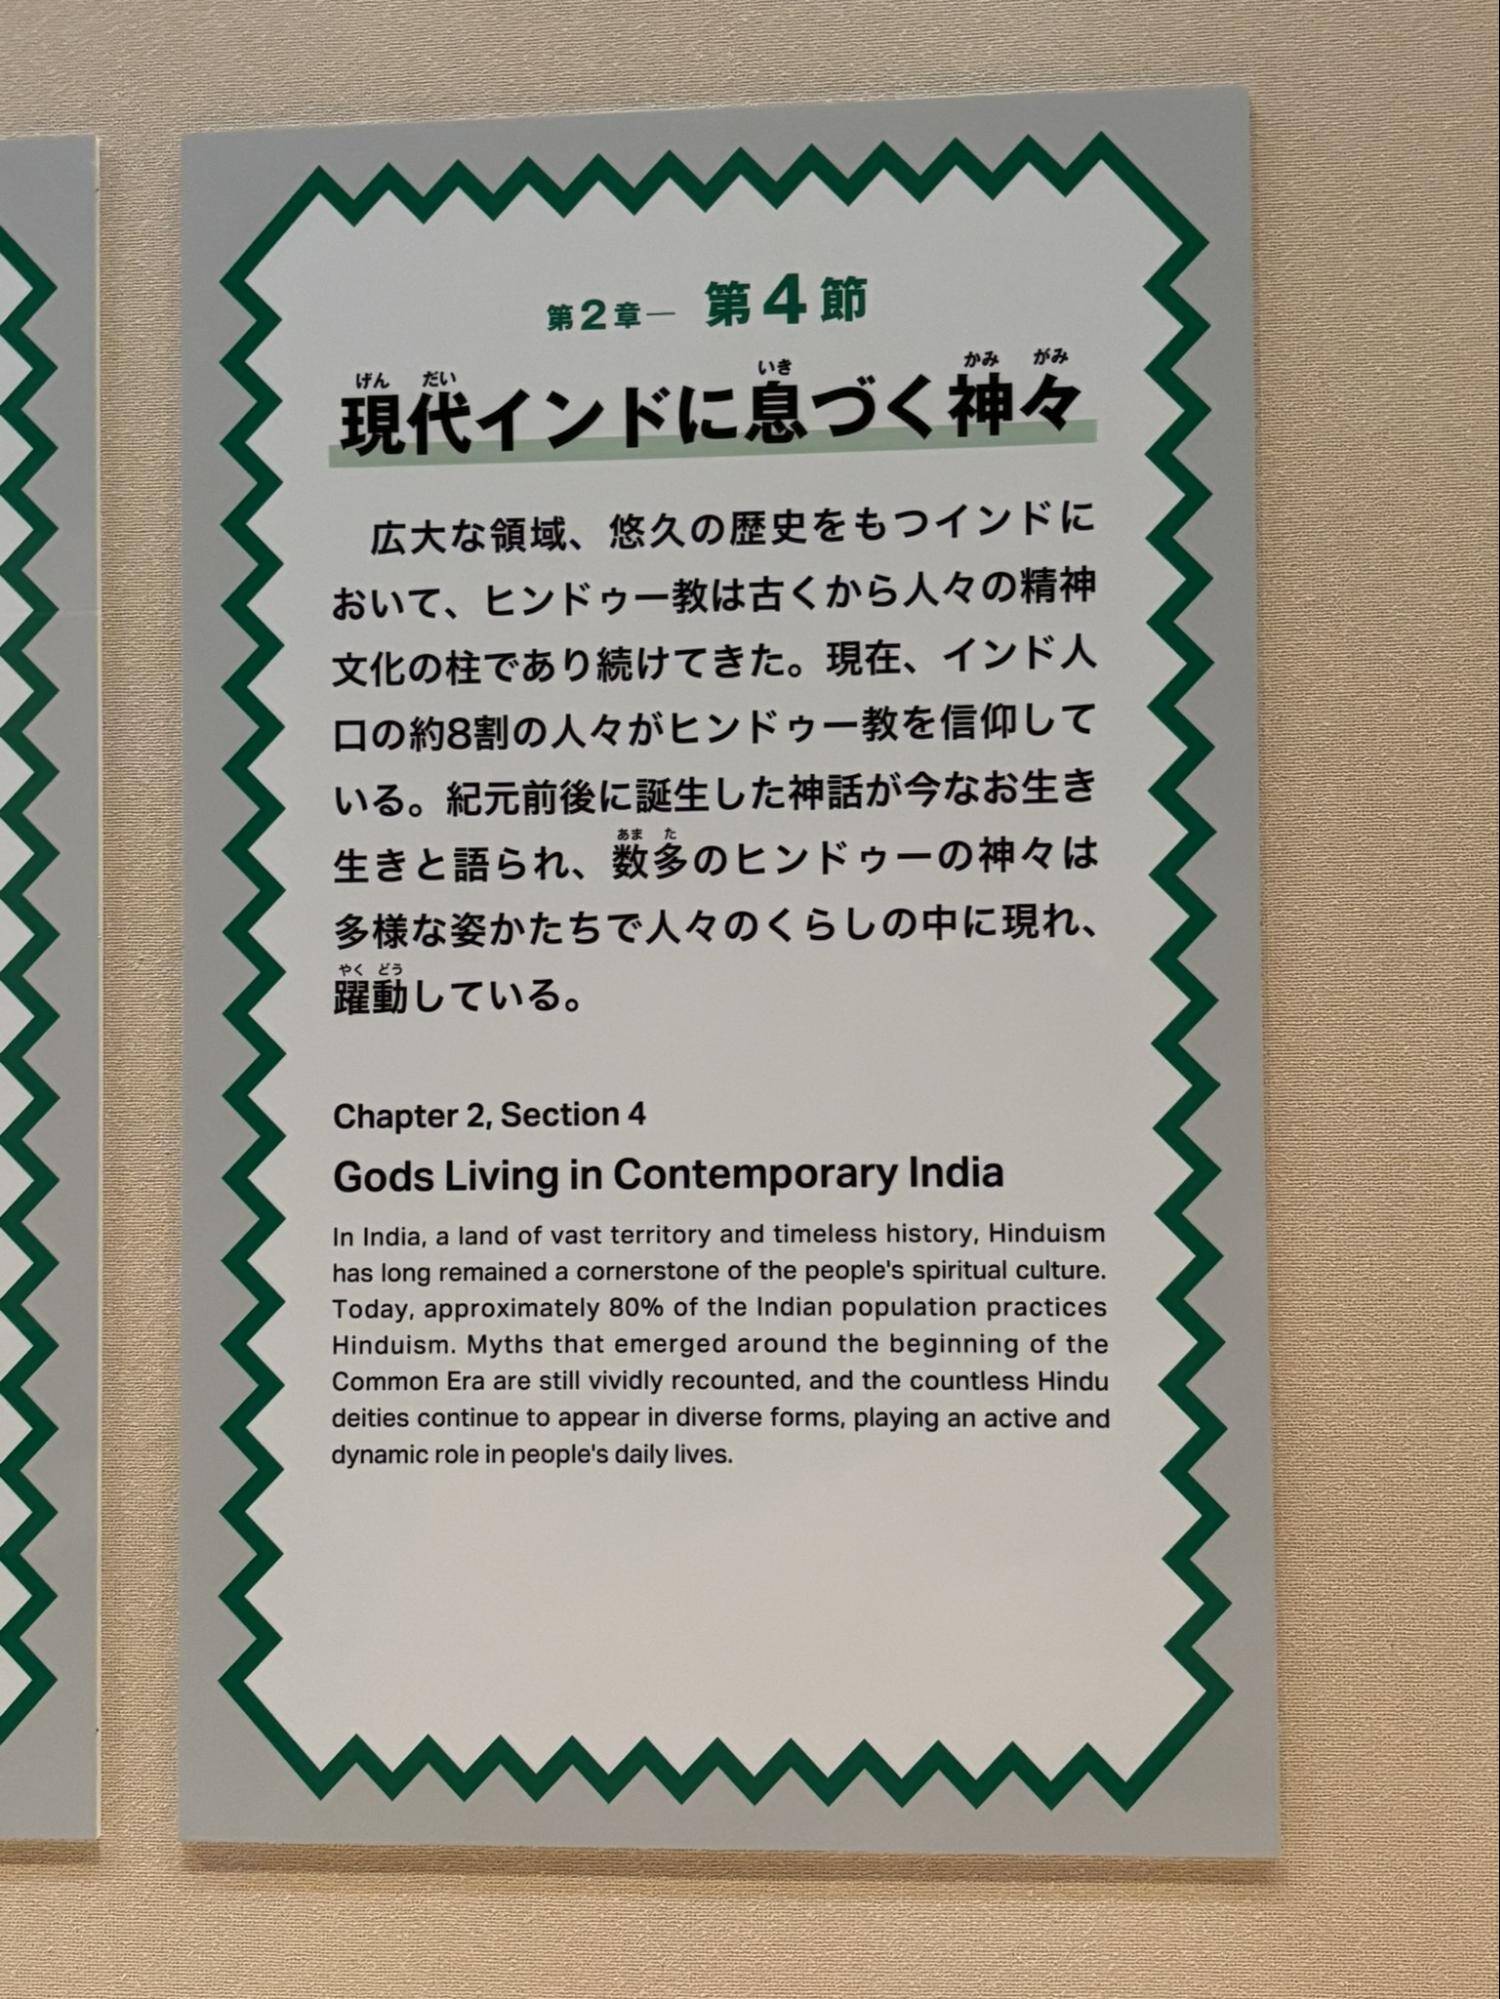 第2章― 第4節
げん だい いき かみ がみ
現代インドに息づく神々
広大な領域、悠久の歴史をもつインドに
おいて、ヒンドゥー教は古くから人々の精神
文化の柱であり続けてきた。現在、インド人
口の約8割の人々がヒンドゥー教を信仰して
いる。紀元前後に誕生した神話が今なお生き
あま た
生きと語られ、数多のヒンドゥーの神々は
多様な姿かたちで人々のくらしの中に現れ、
やく どう
躍動している。
Chapter 2, Section 4
Gods Living in Contemporary India
In India, a land of vast territory and timeless history, Hinduism
has long remained a cornerstone of the people's spiritual culture.
Today, approximately 80% of the Indian population practices
Hinduism. Myths that emerged around the beginning of the
Common Era are still vividly recounted, and the countless Hindu
deities continue to appear in diverse forms, playing an active and
dynamic role in people's daily lives.